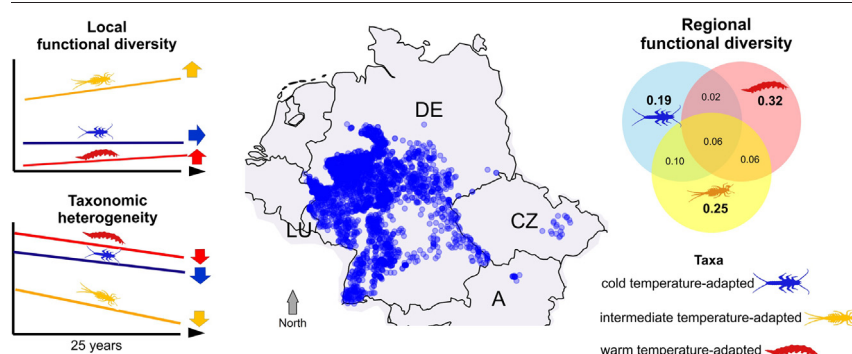 Local
functional diversity
Taxonomic
heterogeneity
25 years
DE
LU
CZ
A
North
Regional
functional diversity
0.19
0.02
0.32
0.06
0.10
0.06
0.25
Taxa
cold temperature-adapted
intermediate temperature-adapted
warm temperature-adapted